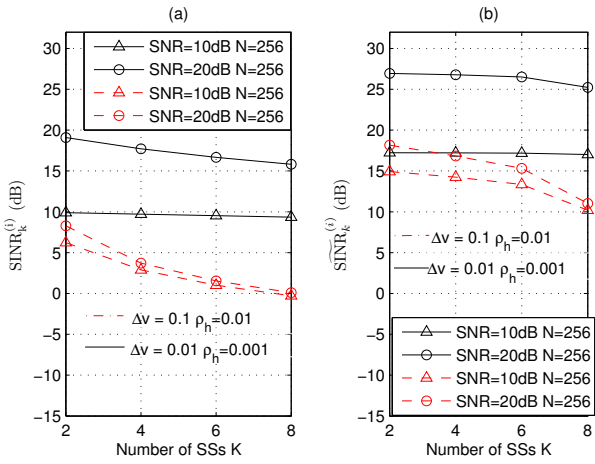 (a)
SINR_k^(i) (dB)
30
25
20
15
10
5
0
−5
−10
−15
SNR=10dB N=256
SNR=20dB N=256
SNR=10dB N=256
SNR=20dB N=256
Δv = 0.1 ρ_h=0.01
Δv = 0.01 ρ_h=0.001
2
4
6
8
Number of SSs K
(b)
S͠INR_k^(i) (dB)
30
25
20
15
10
5
0
−5
−10
−15
Δv = 0.1 ρ_h=0.01
Δv = 0.01 ρ_h=0.001
SNR=10dB N=256
SNR=20dB N=256
SNR=10dB N=256
SNR=20dB N=256
2
4
6
8
Number of SSs K